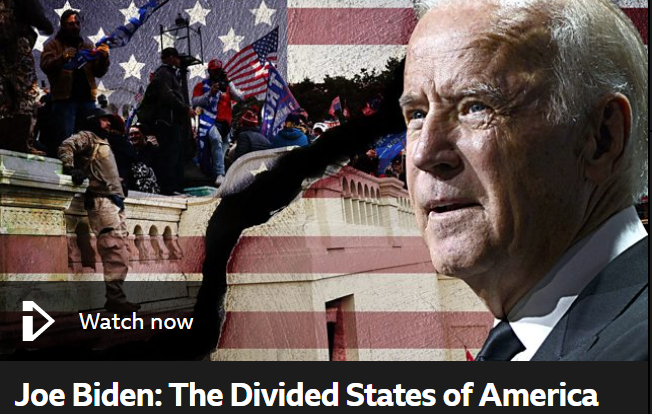 Watch now
Joe Biden: The Divided States of America